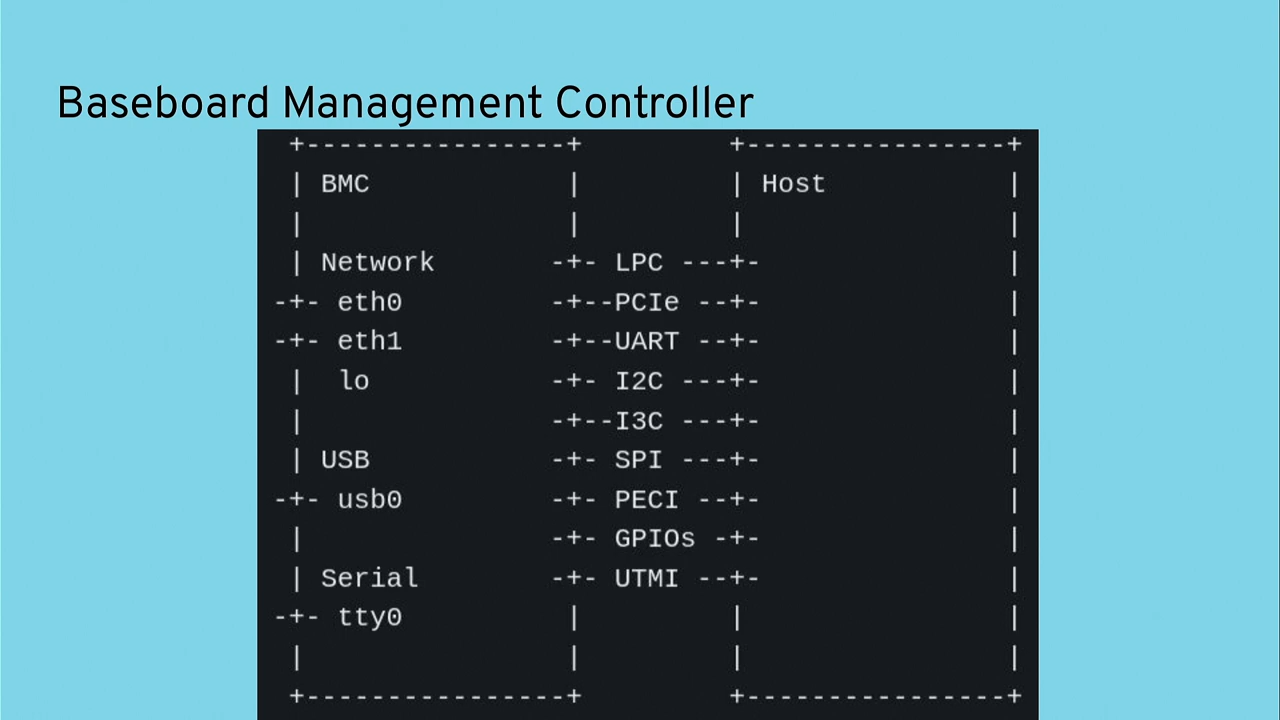 Baseboard Management Controller
+----------------+         +----------------+
| BMC            |         | Host           |
|                |         |                |
| Network       -+- LPC ---+-               |
-+- eth0         -+--PCIe --+-               |
-+- eth1         -+--UART --+-               |
|  lo           -+- I2C ---+-               |
|               -+--I3C ---+-               |
| USB           -+- SPI ---+-               |
-+- usb0         -+- PECI --+-               |
|               -+- GPIOs -+-               |
| Serial        -+- UTMI --+-               |
-+- tty0          |         |                |
|                |         |                |
+----------------+         +----------------+